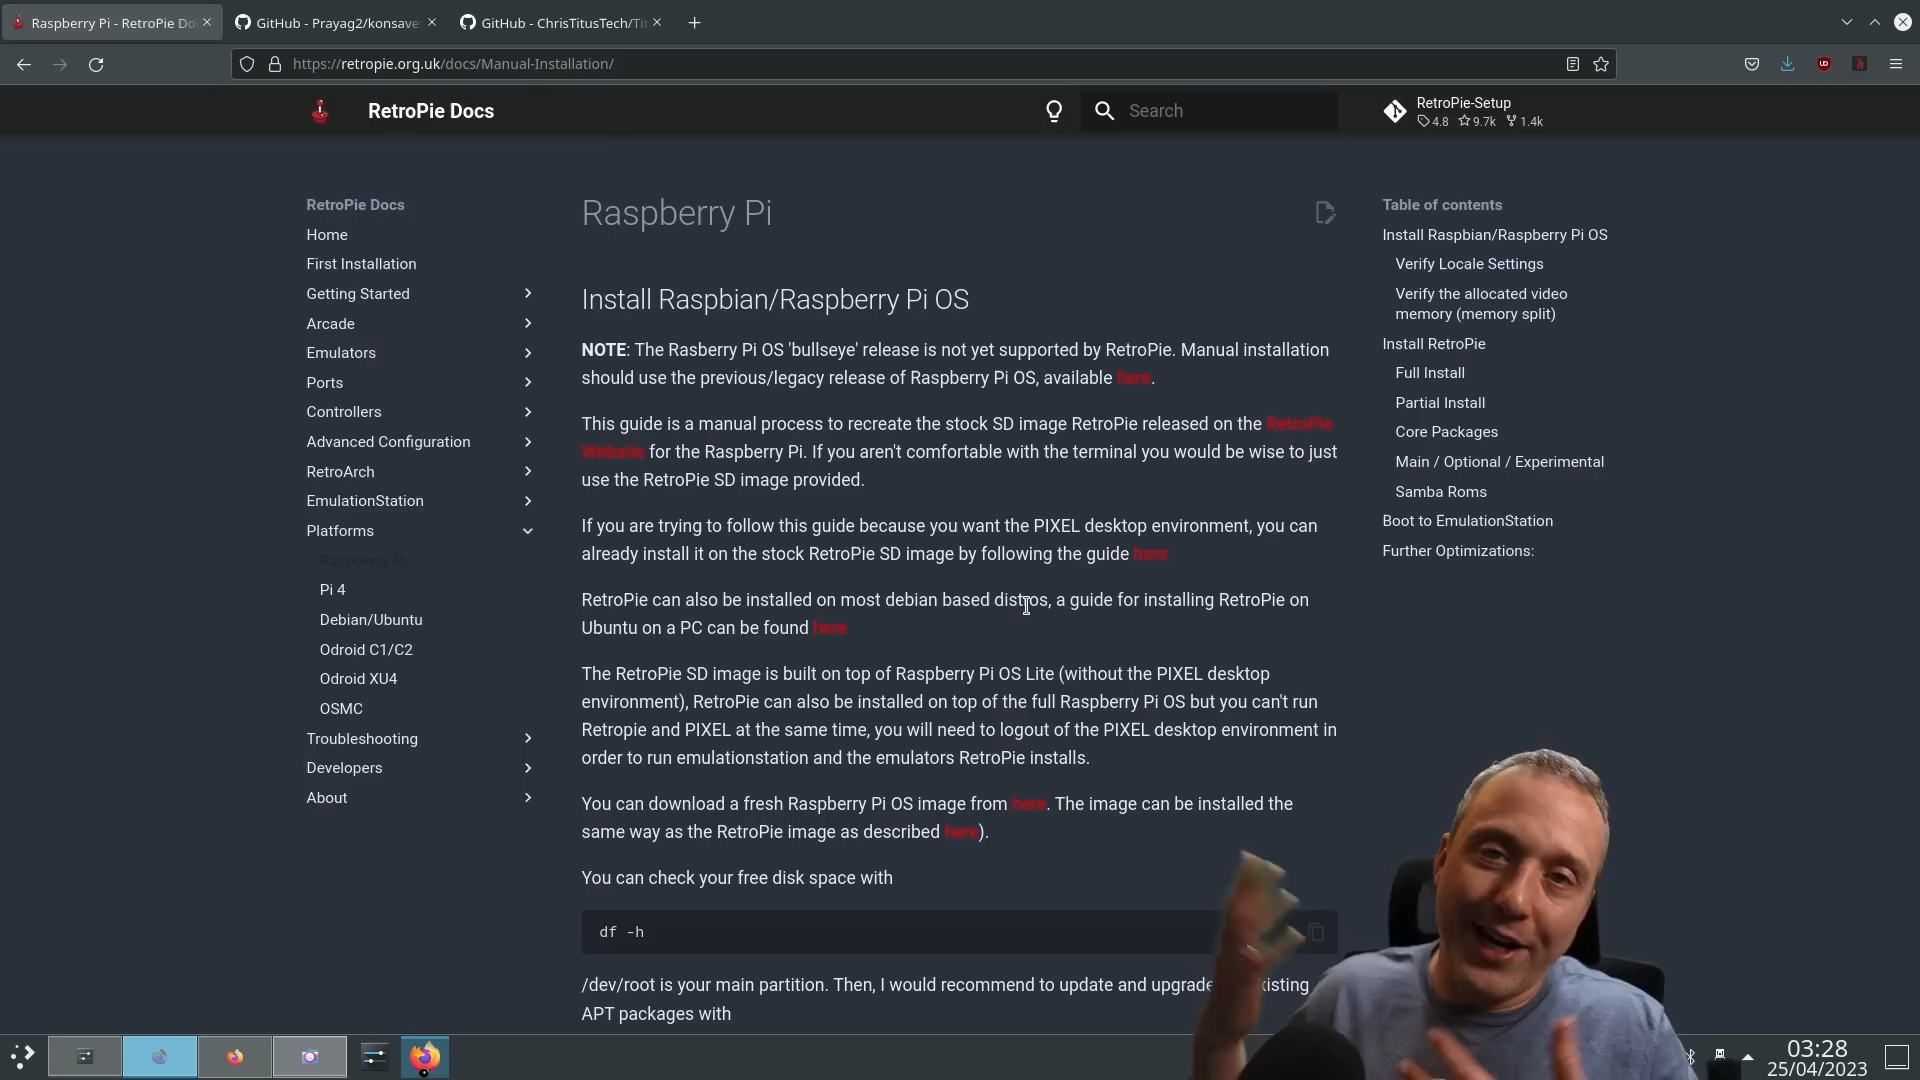 Raspberry Pi - RetroPie Do
GitHub - Prayag2/konsave
GitHub - ChrisTitusTech/Tit
https://retropie.org.uk/docs/Manual-Installation/
RetroPie Docs
Search
RetroPie-Setup
4.8 9.7k 1.4k
RetroPie Docs
Home
First Installation
Getting Started
Arcade
Emulators
Ports
Controllers
Advanced Configuration
RetroArch
EmulationStation
Platforms
Raspberry Pi
Pi 4
Debian/Ubuntu
Odroid C1/C2
Odroid XU4
OSMC
Troubleshooting
Developers
About
Raspberry Pi
Install Raspbian/Raspberry Pi OS
NOTE: The Rasberry Pi OS 'bullseye' release is not yet supported by RetroPie. Manual installation
should use the previous/legacy release of Raspberry Pi OS, available here.
This guide is a manual process to recreate the stock SD image RetroPie released on the RetroPie
Website for the Raspberry Pi. If you aren't comfortable with the terminal you would be wise to just
use the RetroPie SD image provided.
If you are trying to follow this guide because you want the PIXEL desktop environment, you can
already install it on the stock RetroPie SD image by following the guide here
RetroPie can also be installed on most debian based distros, a guide for installing RetroPie on
Ubuntu on a PC can be found here
The RetroPie SD image is built on top of Raspberry Pi OS Lite (without the PIXEL desktop
environment), RetroPie can also be installed on top of the full Raspberry Pi OS but you can't run
Retropie and PIXEL at the same time, you will need to logout of the PIXEL desktop environment in
order to run emulationstation and the emulators RetroPie installs.
You can download a fresh Raspberry Pi OS image from here. The image can be installed the
same way as the RetroPie image as described here).
You can check your free disk space with
df -h
/dev/root is your main partition. Then, I would recommend to update and upgrade xisting
APT packages with
Table of contents
Install Raspbian/Raspberry Pi OS
Verify Locale Settings
Verify the allocated video
memory (memory split)
Install RetroPie
Full Install
Partial Install
Core Packages
Main / Optional / Experimental
Samba Roms
Boot to EmulationStation
Further Optimizations:
03:28
25/04/2023